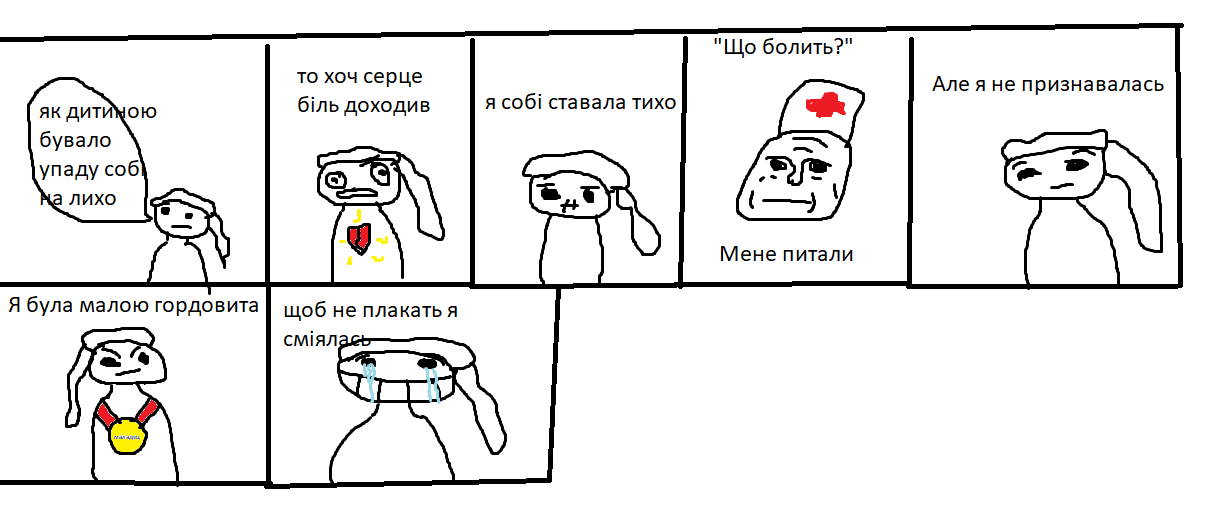 як дитиною
бувало
упаду собі
на лихо
то хоч серце
біль доходив
я собі ставала тихо
"Що болить?"
Мене питали
Але я не признавалась
Я була малою гордовита
щоб не плакать я
сміялась